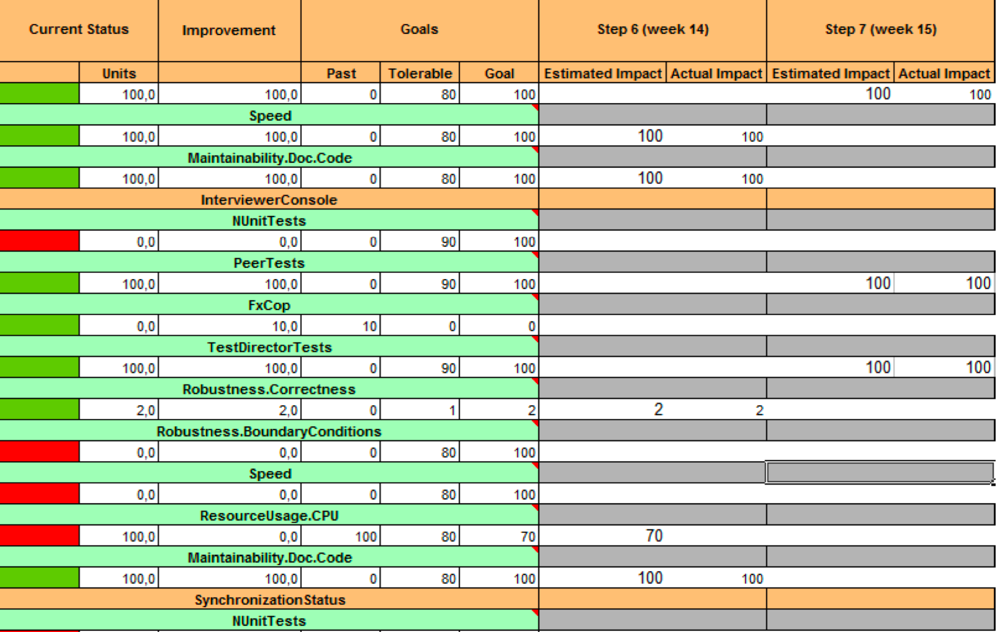 Current Status Improvement Goals Step 6 (week 14) Step 7 (week 15)
Units Past Tolerable Goal Estimated Impact Actual Impact Estimated Impact Actual Impact
100,0 100,0 0 80 100 100 100
Speed
100,0 100,0 0 80 100 100 100
Maintainability.Doc.Code
100,0 100,0 0 80 100 100 100
InterviewerConsole
NUnitTests
0,0 0,0 0 90 100
PeerTests
100,0 100,0 0 90 100 100 100
FxCop
0,0 10,0 10 0 0
TestDirectorTests
100,0 100,0 0 90 100 100 100
Robustness.Correctness
2,0 2,0 0 1 2 2 2
Robustness.BoundaryConditions
0,0 0,0 0 80 100
Speed
0,0 0,0 0 80 100
ResourceUsage.CPU
100,0 0,0 100 80 70 70
Maintainability.Doc.Code
100,0 100,0 0 80 100 100 100
SynchronizationStatus
NUnitTests